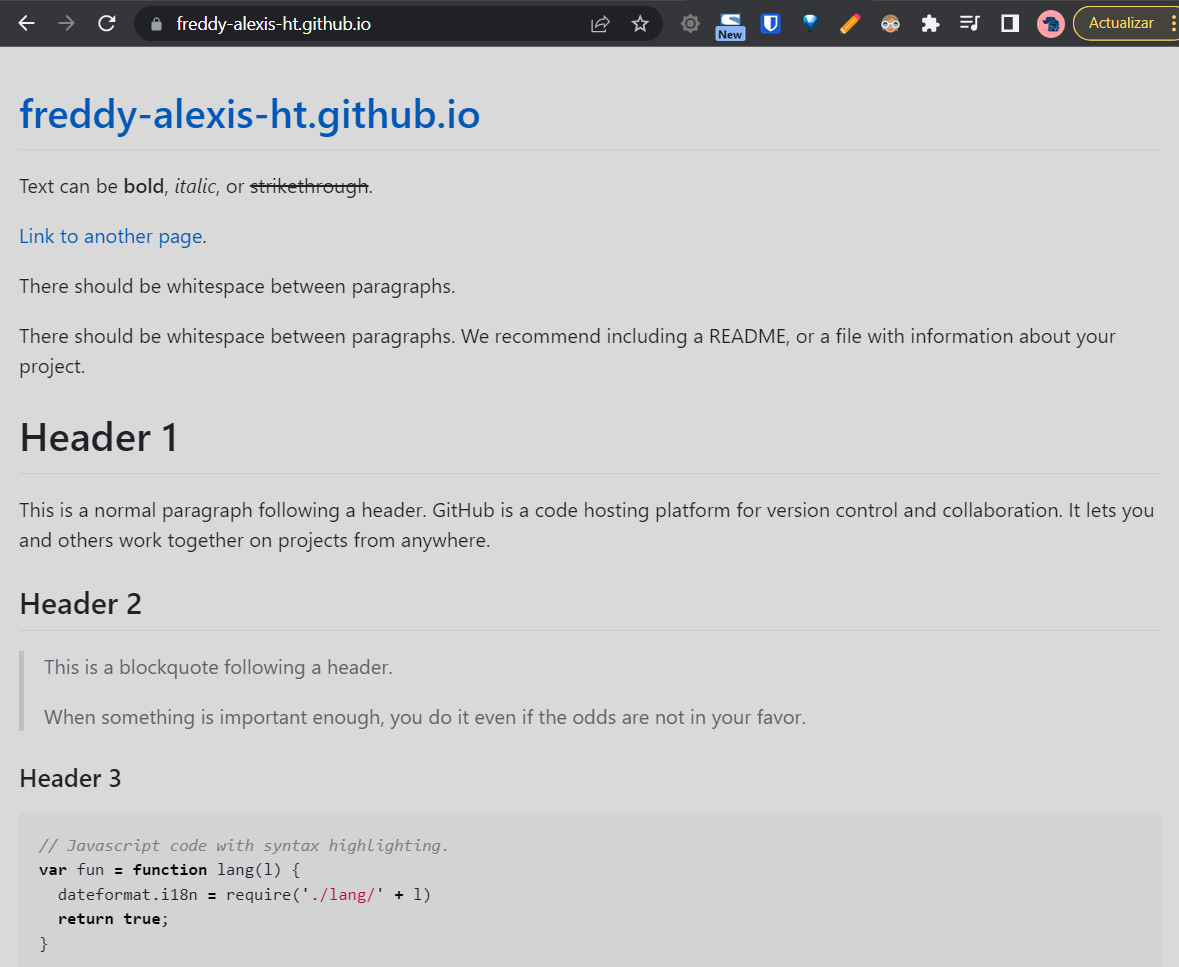 freddy-alexis-ht.github.io
New
Actualizar
freddy-alexis-ht.github.io
Text can be bold, italic, or strikethrough.
Link to another page.
There should be whitespace between paragraphs.
There should be whitespace between paragraphs. We recommend including a README, or a file with information about your
project.
Header 1
This is a normal paragraph following a header. GitHub is a code hosting platform for version control and collaboration. It lets you
and others work together on projects from anywhere.
Header 2
This is a blockquote following a header.
When something is important enough, you do it even if the odds are not in your favor.
Header 3
// Javascript code with syntax highlighting.
var fun = function lang(l) {
  dateformat.i18n = require('./lang/' + l)
  return true;
}